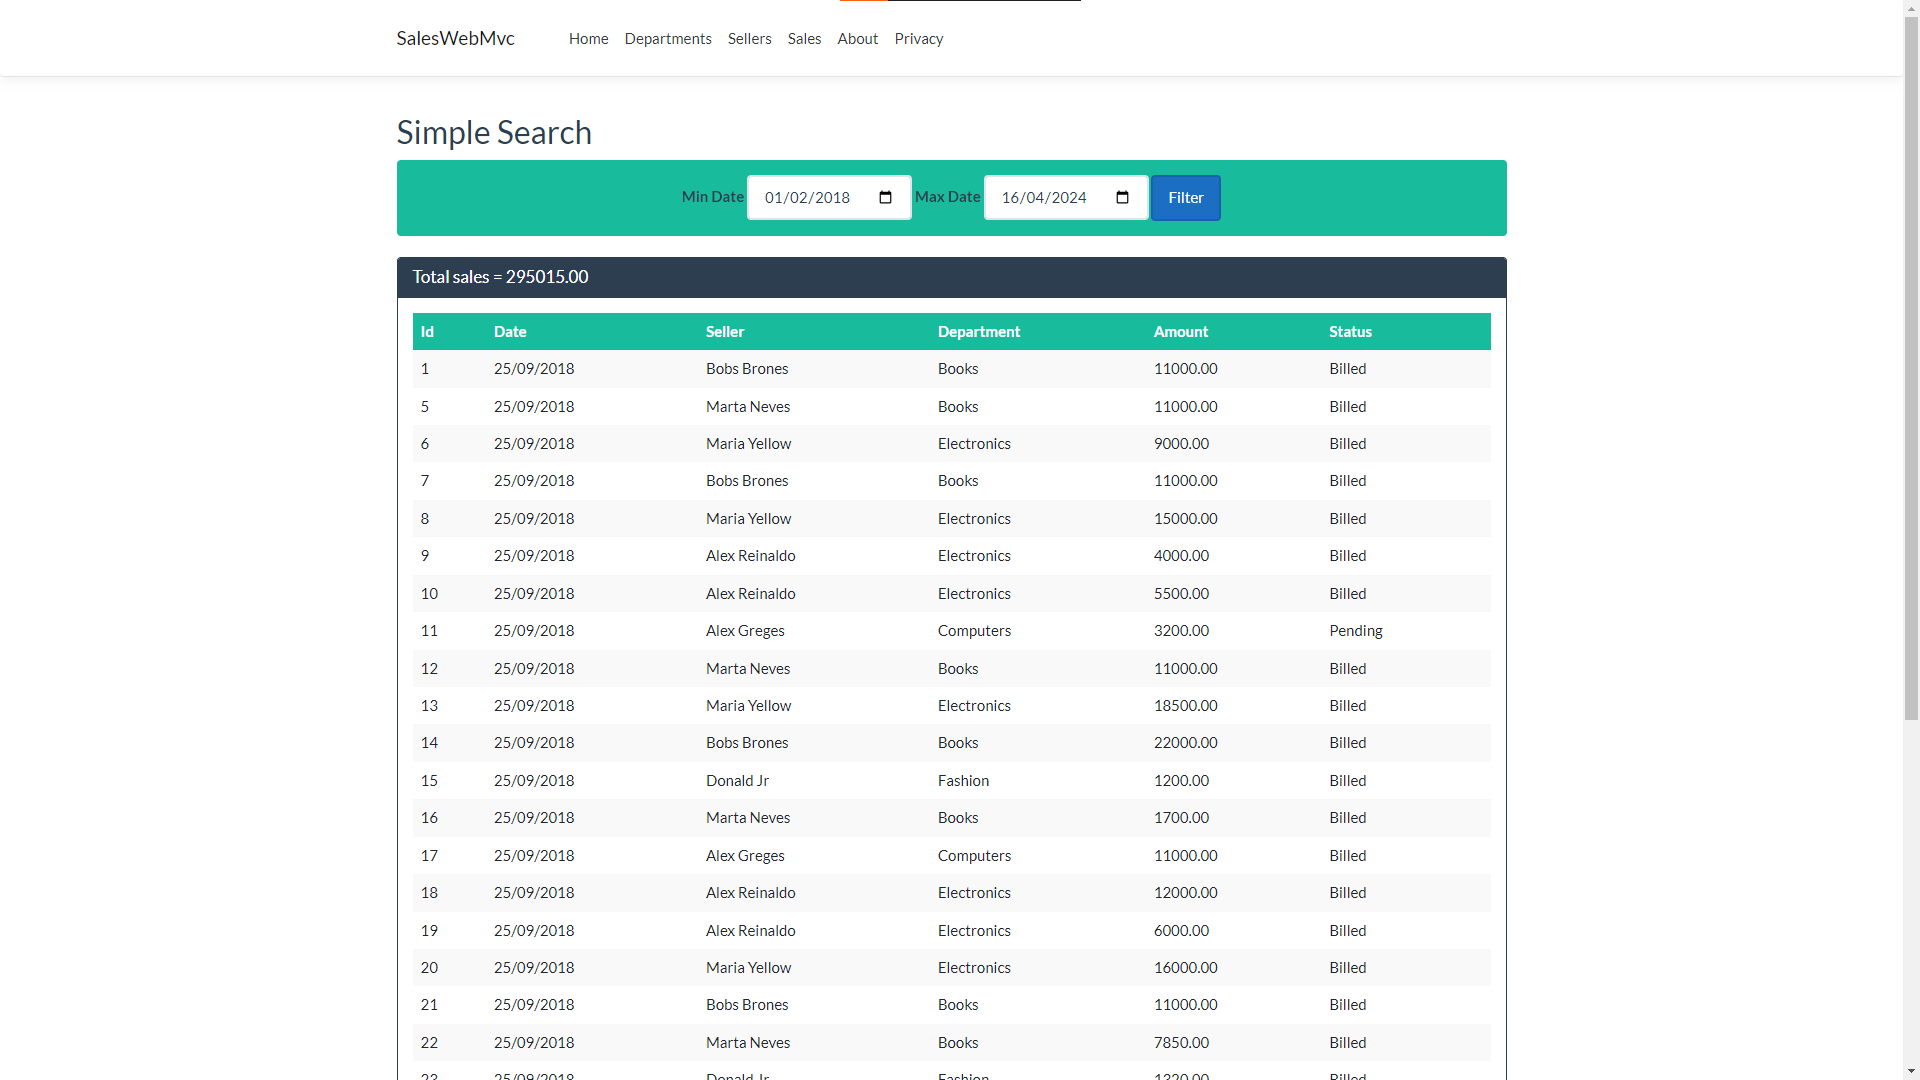 SalesWebMvc Home Departments Sellers Sales About Privacy
Simple Search
Min Date 01/02/2018 Max Date 16/04/2024 Filter
Total sales = 295015.00
Id Date Seller Department Amount Status
1 25/09/2018 Bobs Brones Books 11000.00 Billed
5 25/09/2018 Marta Neves Books 11000.00 Billed
6 25/09/2018 Maria Yellow Electronics 9000.00 Billed
7 25/09/2018 Bobs Brones Books 11000.00 Billed
8 25/09/2018 Maria Yellow Electronics 15000.00 Billed
9 25/09/2018 Alex Reinaldo Electronics 4000.00 Billed
10 25/09/2018 Alex Reinaldo Electronics 5500.00 Billed
11 25/09/2018 Alex Greges Computers 3200.00 Pending
12 25/09/2018 Marta Neves Books 11000.00 Billed
13 25/09/2018 Maria Yellow Electronics 18500.00 Billed
14 25/09/2018 Bobs Brones Books 22000.00 Billed
15 25/09/2018 Donald Jr Fashion 1200.00 Billed
16 25/09/2018 Marta Neves Books 1700.00 Billed
17 25/09/2018 Alex Greges Computers 11000.00 Billed
18 25/09/2018 Alex Reinaldo Electronics 12000.00 Billed
19 25/09/2018 Alex Reinaldo Electronics 6000.00 Billed
20 25/09/2018 Maria Yellow Electronics 16000.00 Billed
21 25/09/2018 Bobs Brones Books 11000.00 Billed
22 25/09/2018 Marta Neves Books 7850.00 Billed
23 25/09/2018 Donald Jr Fashion 1320.00 Billed